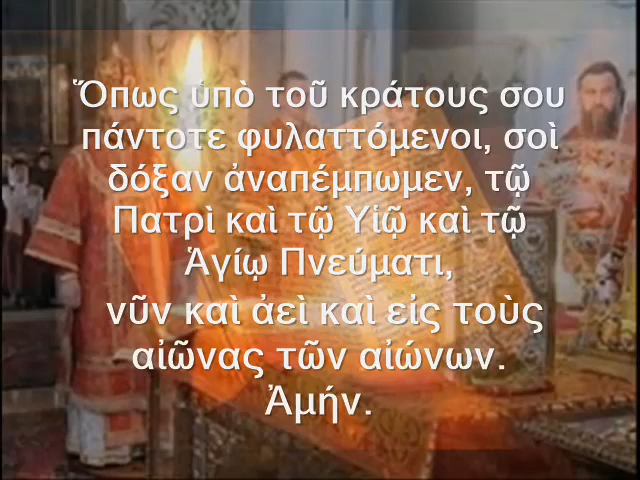 Ὅπως ὑπὸ τοῦ κράτους σου
πάντοτε φυλαττόμενοι, σοὶ
δόξαν ἀναπέμπωμεν, τῷ
Πατρὶ καὶ τῷ Υἱῷ καὶ τῷ
Ἁγίῳ Πνεύματι,
νῦν καὶ ἀεὶ καὶ εἰς τοὺς
αἰῶνας τῶν αἰώνων.
Ἀμήν.